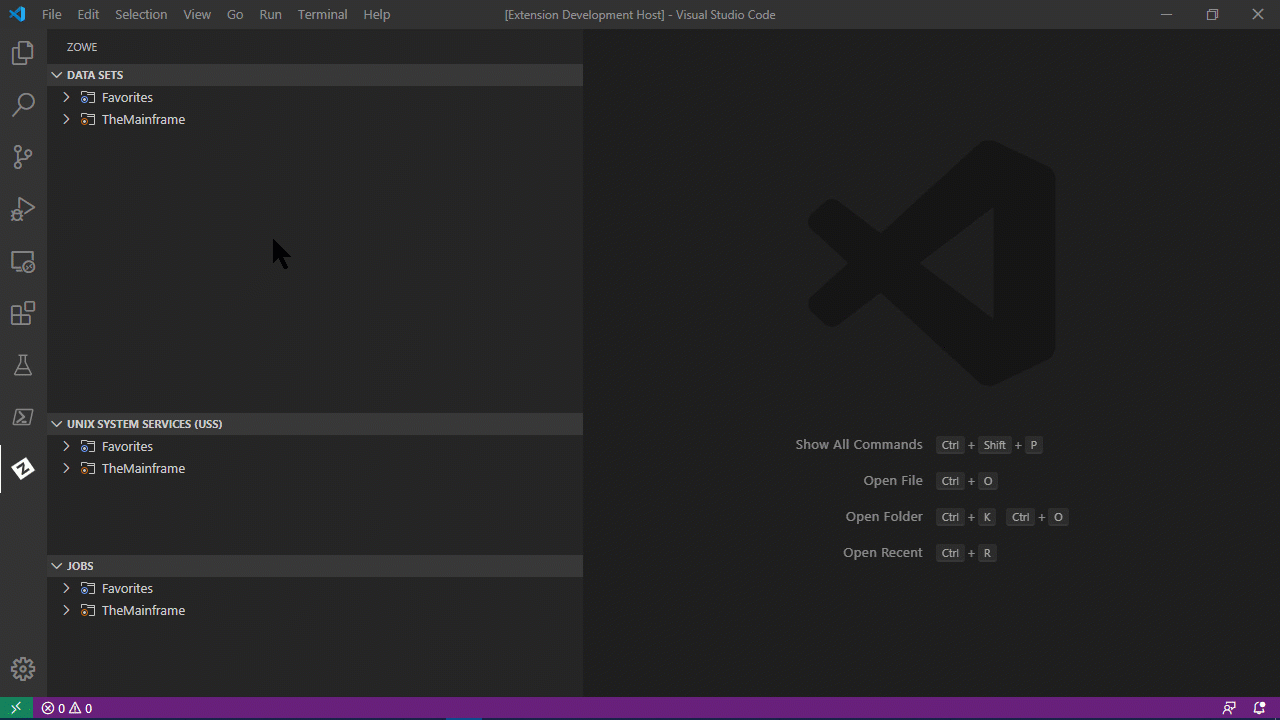 File Edit Selection View Go Run Terminal Help
[Extension Development Host] - Visual Studio Code
ZOWE
DATA SETS
Favorites
TheMainframe
UNIX SYSTEM SERVICES (USS)
Favorites
TheMainframe
JOBS
Favorites
TheMainframe
Show All Commands Ctrl + Shift + P
Open File Ctrl + O
Open Folder Ctrl + K Ctrl + O
Open Recent Ctrl + R
0 0